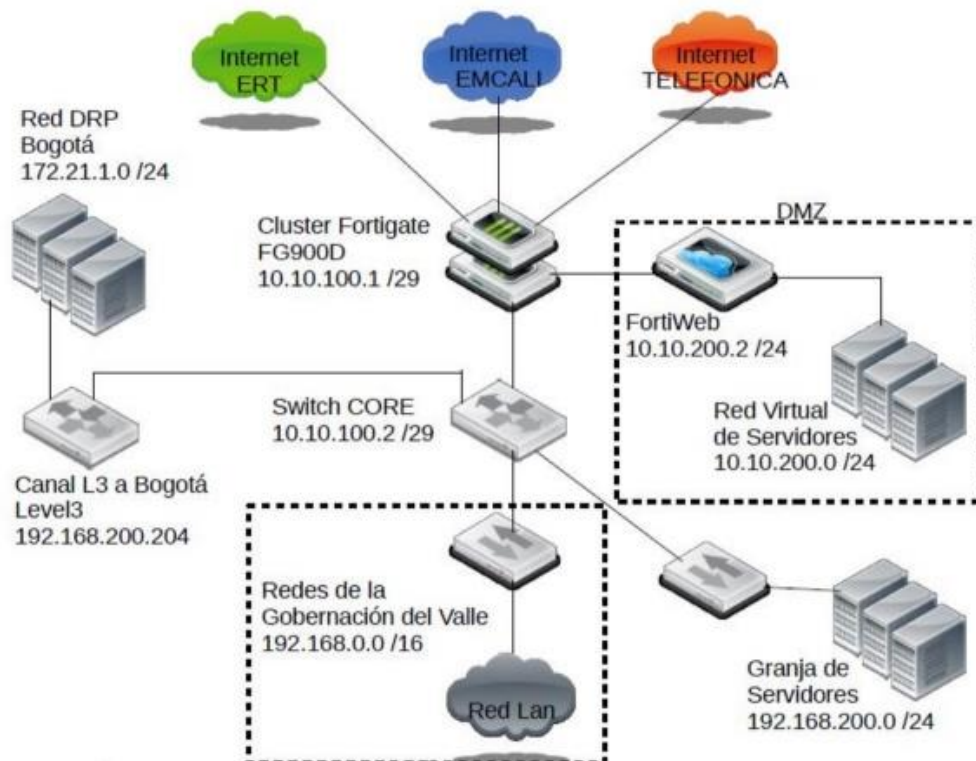 Internet
ERT
Internet
EMCALI
Internet
TELEFONICA
Red DRP
Bogotá
172.21.1.0 /24
Cluster Fortigate
FG900D
10.10.100.1 /29
DMZ
FortiWeb
10.10.200.2 /24
Switch CORE
10.10.100.2 /29
Red Virtual
de Servidores
10.10.200.0 /24
Canal L3 a Bogotá
Level3
192.168.200.204
Redes de la
Gobernación del Valle
192.168.0.0 /16
Red Lan
Granja de
Servidores
192.168.200.0 /24